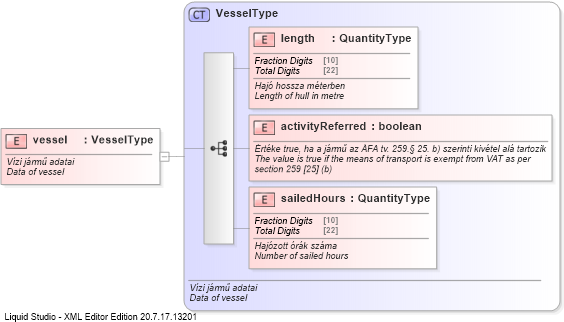 CT VesselType
E length : QuantityType
Fraction Digits [10]
Total Digits [22]
Hajó hossza méterben
Length of hull in metre
E activityReferred : boolean
Értéke true, ha a jármű az ÁFA tv. 259.§ 25. b) szerinti kivétel alá tartozik
The value is true if the means of transport is exempt from VAT as per
section 259 [25] (b)
E vessel : VesselType
Vízi jármű adatai
Data of vessel
E sailedHours : QuantityType
Fraction Digits [10]
Total Digits [22]
Hajózott órák száma
Number of sailed hours
Vízi jármű adatai
Data of vessel
Liquid Studio - XML Editor Edition 20.7.17.13201